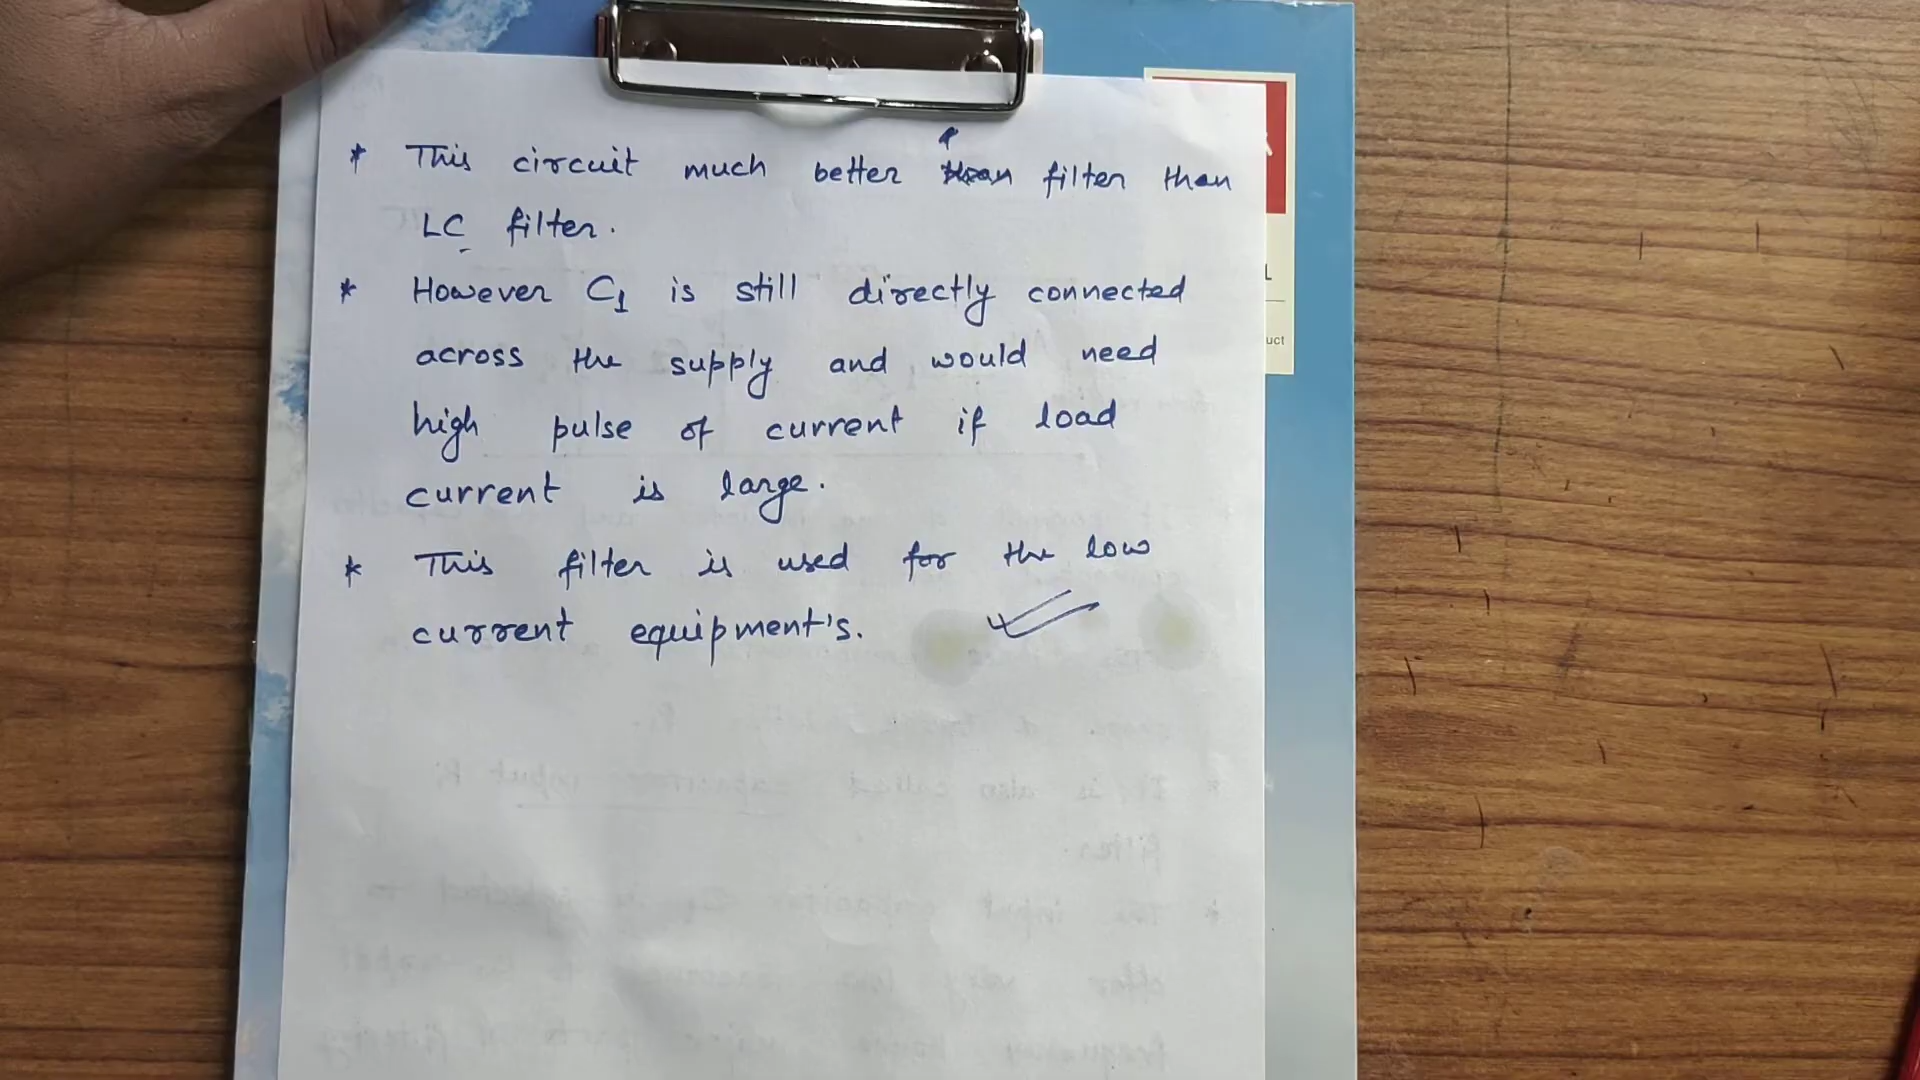 * This circuit much better filter than
LC filter.
* However C1 is still directly connected
across the supply and would need
high pulse of current if load
current is large.
* This filter is used for the low
current equipment's.
L
uct